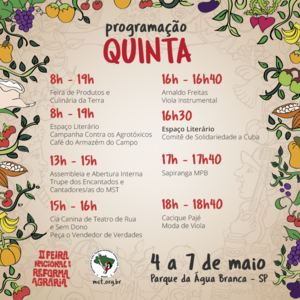 programação
QUINTA
8h - 19h
Feira de Produtos e
Culinária da Terra
8h - 19h
Espaço Literário
Campanha Contra os Agrotóxicos
Café do Armazém do Campo
13h - 15h
Assembleia e Abertura Interna
Trupe dos Encantados e
Cantadores/as do MST
15h - 16h
Cia Canina de Teatro de Rua
e Sem Dono
Peça o Vendedor de Verdades
16h - 16h40
Arnaldo Freitas
Viola Instrumental
16h30
Espaço Literário
Comitê de Solidariedade a Cuba
17h - 17h40
Sapiranga MPB
18h - 18h40
Cacique Pajé
Moda de Viola
II FEIRA
NACIONAL DA
REFORMA
AGRÁRIA
mst.org.br
4 a 7 de maio
Parque da Água Branca - SP